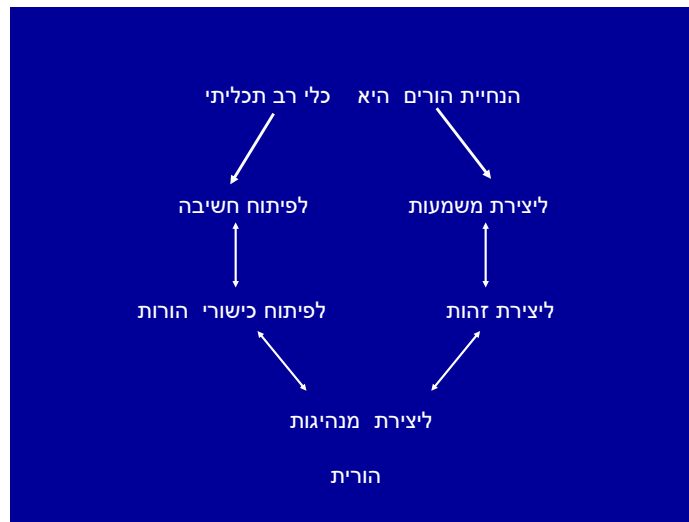 הנחיית הורים היא כלי רב תכליתי
ליצירת משמעות
לפיתוח חשיבה
ליצירת זהות
לפיתוח כישורי הורות
ליצירת מנהיגות
הורית